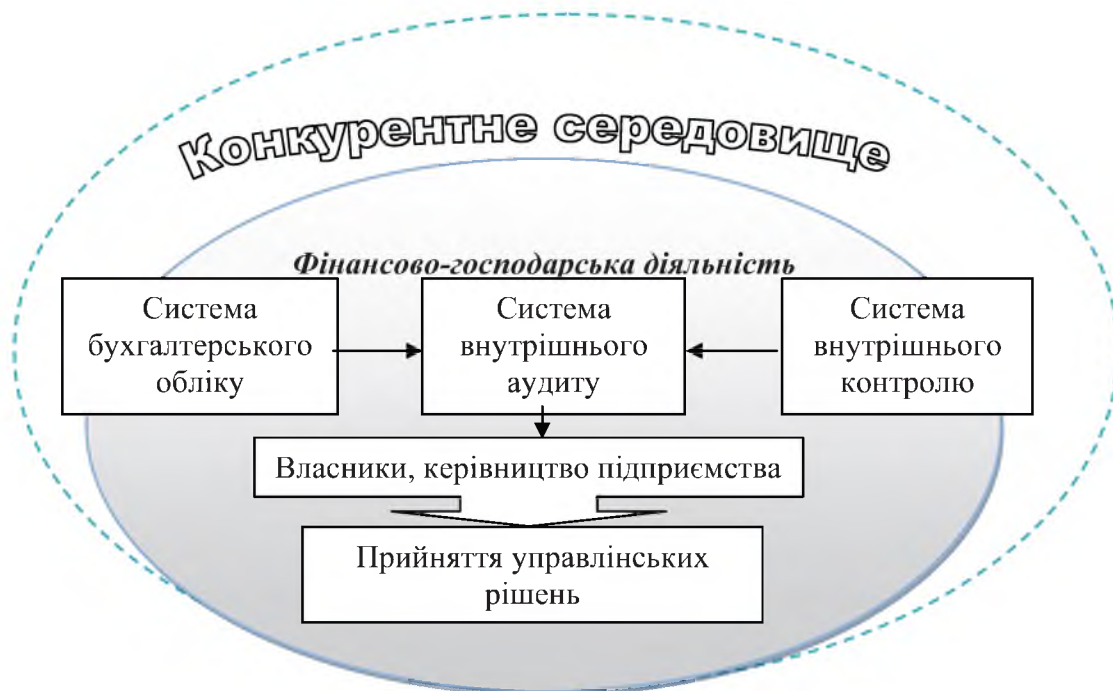 Конкурентне середовище
Фінансово-господарська діяльність
Система
бухгалтерського
обліку
Система
внутрішнього
аудиту
Система
внутрішнього
контролю
Власники, керівництво підприємства
Прийняття управлінських
рішень